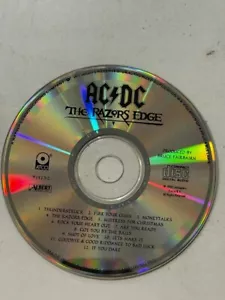 AC⚡DC
THE RAZORS EDGE
PRODUCED BY
BRUCE FAIRBAIRN
1. THUNDERSTRUCK 2. FIRE YOUR GUNS 3. MONEYTALKS
4. THE RAZORS EDGE 5. MISTRESS FOR CHRISTMAS
6. ROCK YOUR HEART OUT 7. ARE YOU READY
8. GOT YOU BY THE BALLS
9. SHOT OF LOVE 10. LETS MAKE IT
11. GOODBYE & GOOD RIDDANCE TO BAD LUCK
12. IF YOU DARE